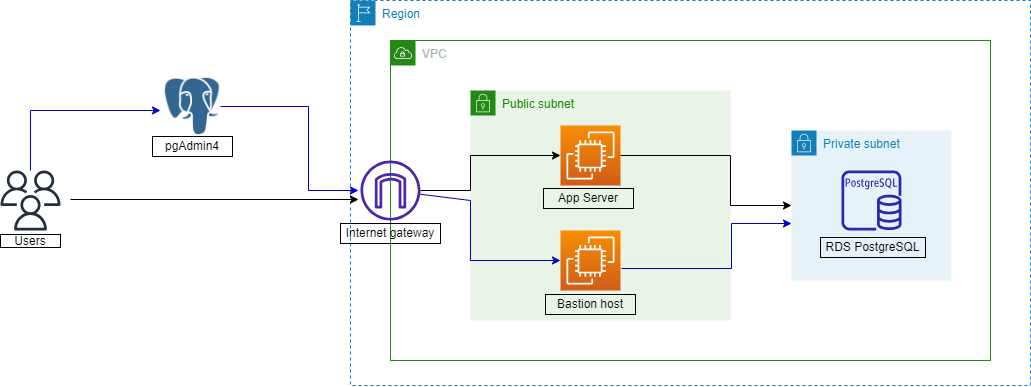 Region
VPC
Public subnet
pgAdmin4
Private subnet
PostgreSQL
App Server
Users
Internet gateway
RDS PostgreSQL
Bastion host